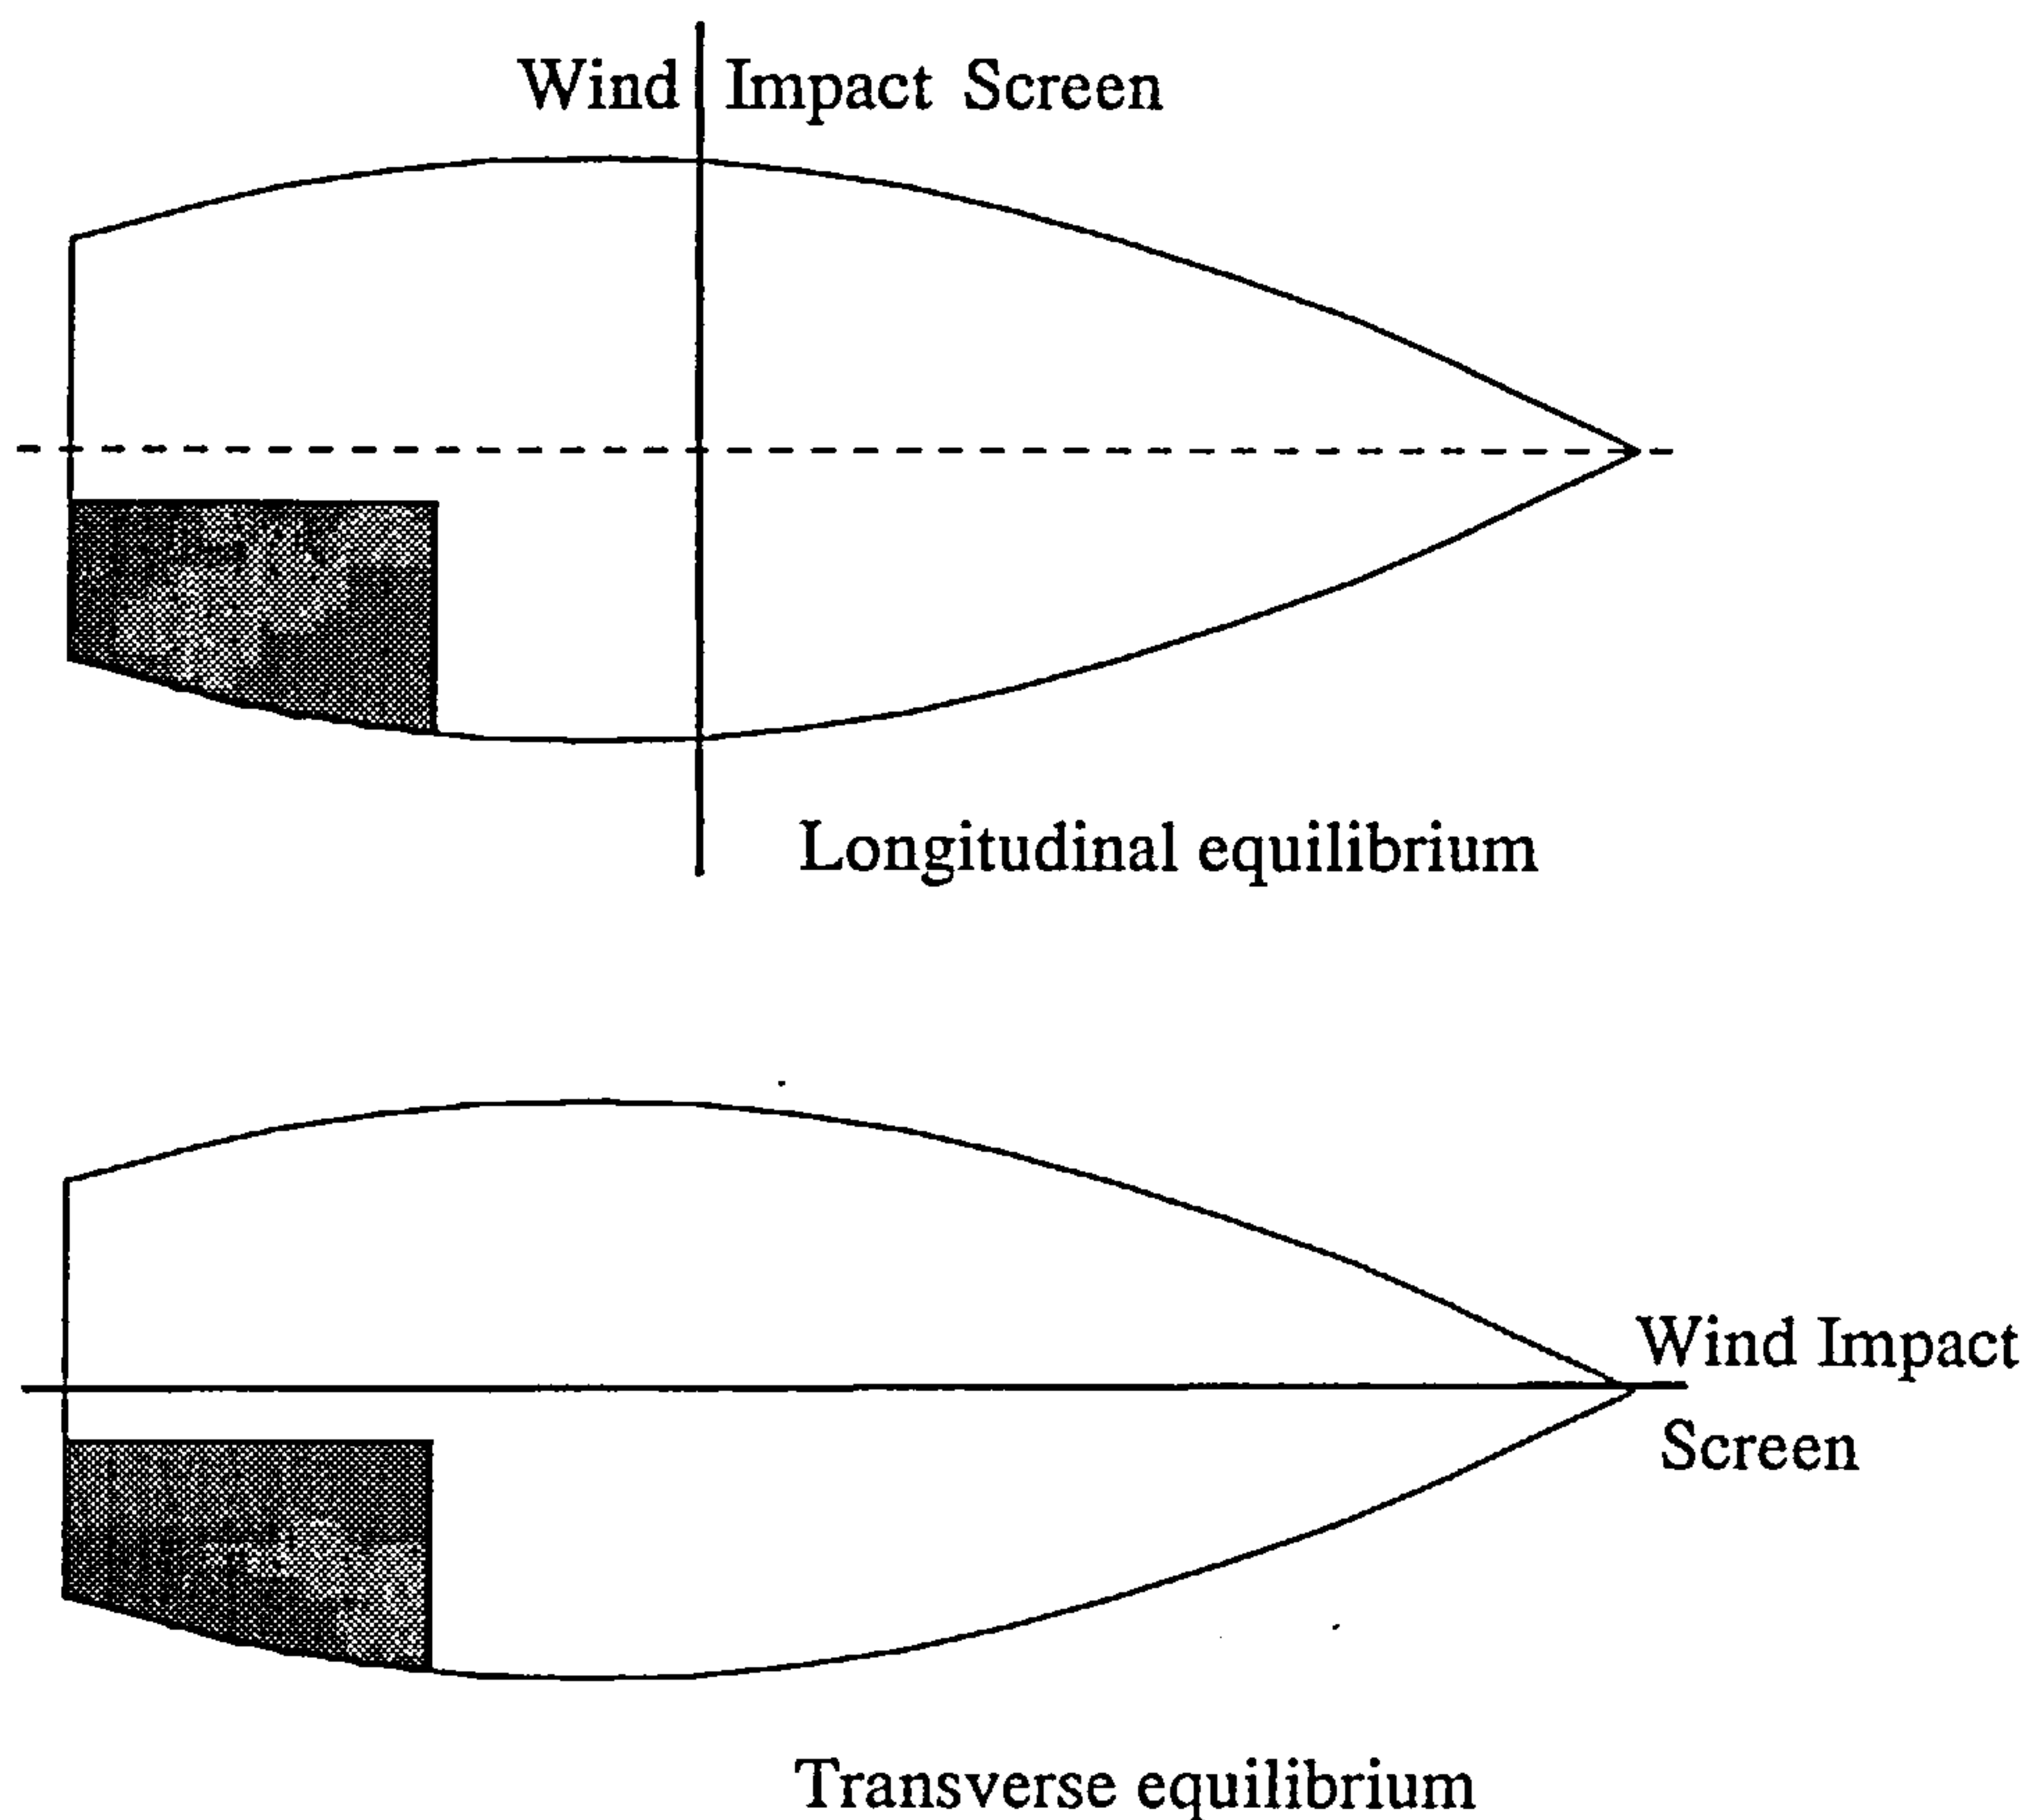 Wind Impact Screen
Longitudinal equilibrium
Wind Impact
Screen
Transverse equilibrium